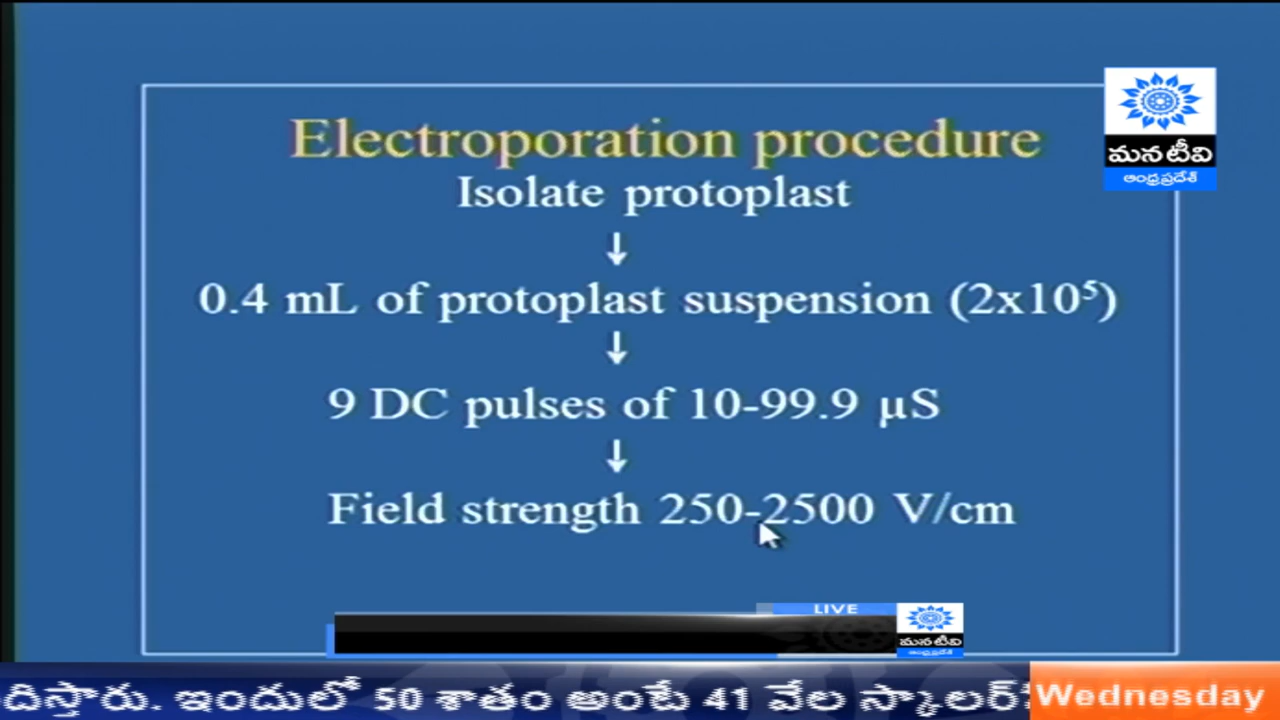 Electroporation procedure
మన టీవి
ఆంధ్రప్రదేశ్
Isolate protoplast
↓
0.4 mL of protoplast suspension (2x10⁵)
↓
9 DC pulses of 10-99.9 µS
↓
Field strength 250-2500 V/cm
LIVE
మన టీవి
ఆంధ్రప్రదేశ్
దిస్తారు. ఇందులో 50 శాతం అంటే 41 వేల స్కాలర్
Wednesday